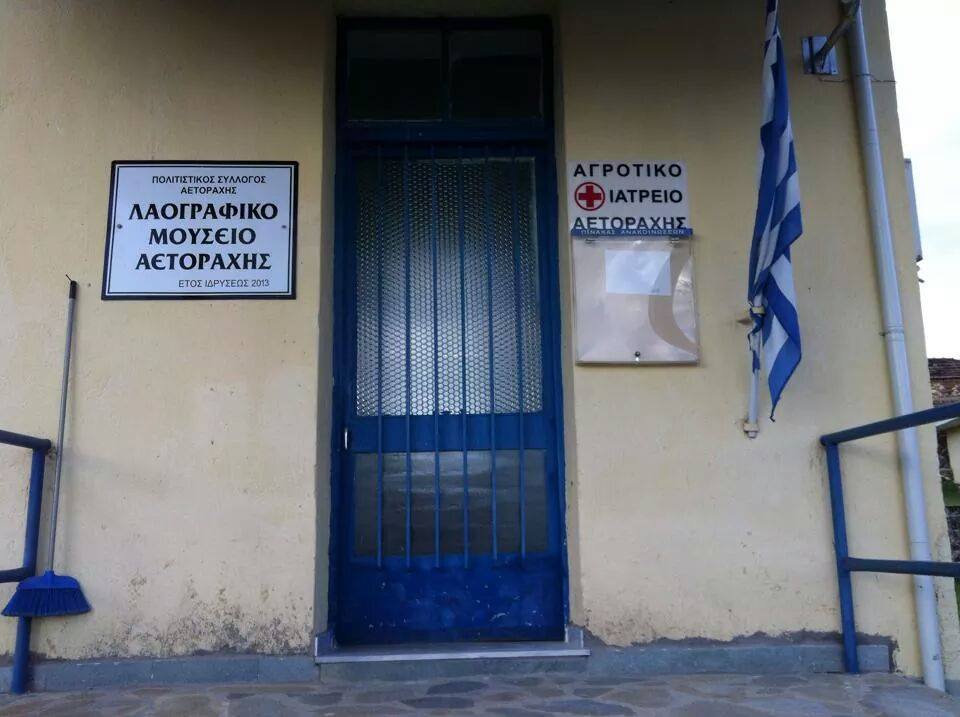 ΠΟΛΙΤΙΣΤΙΚΟΣ ΣΥΛΛΟΓΟΣ
ΑΕΤΟΡΑΧΗΣ
ΛΑΟΓΡΑΦΙΚΟ
ΜΟΥΣΕΙΟ
ΑΕΤΟΡΑΧΗΣ
ΕΤΟΣ ΙΔΡΥΣΕΩΣ 2013
ΑΓΡΟΤΙΚΟ
ΙΑΤΡΕΙΟ
ΑΕΤΟΡΑΧΗΣ
ΠΙΝΑΚΑΣ ΑΝΑΚΟΙΝΩΣΕΩΝ